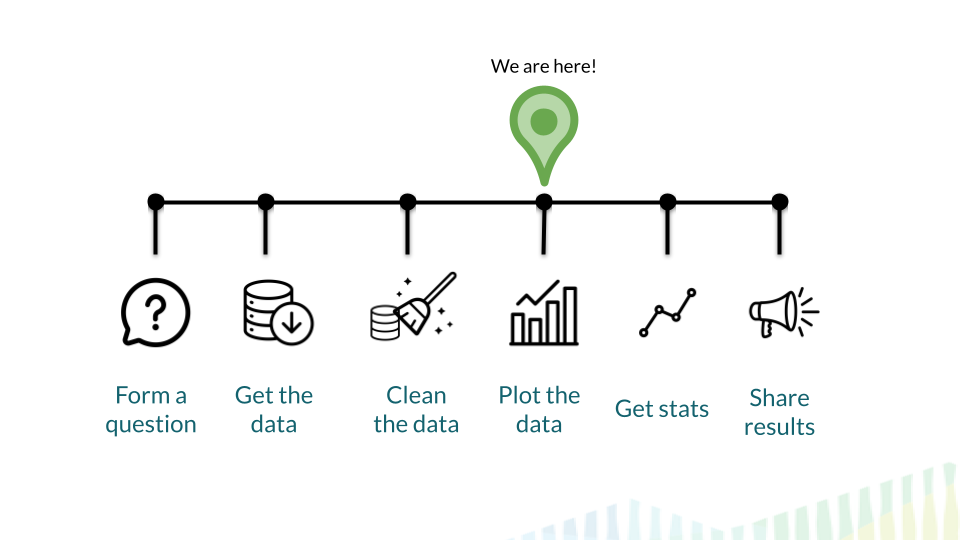 We are here!
?
Form a
question
Get the
data
Clean
the data
Plot the
data
Get stats
Share
results